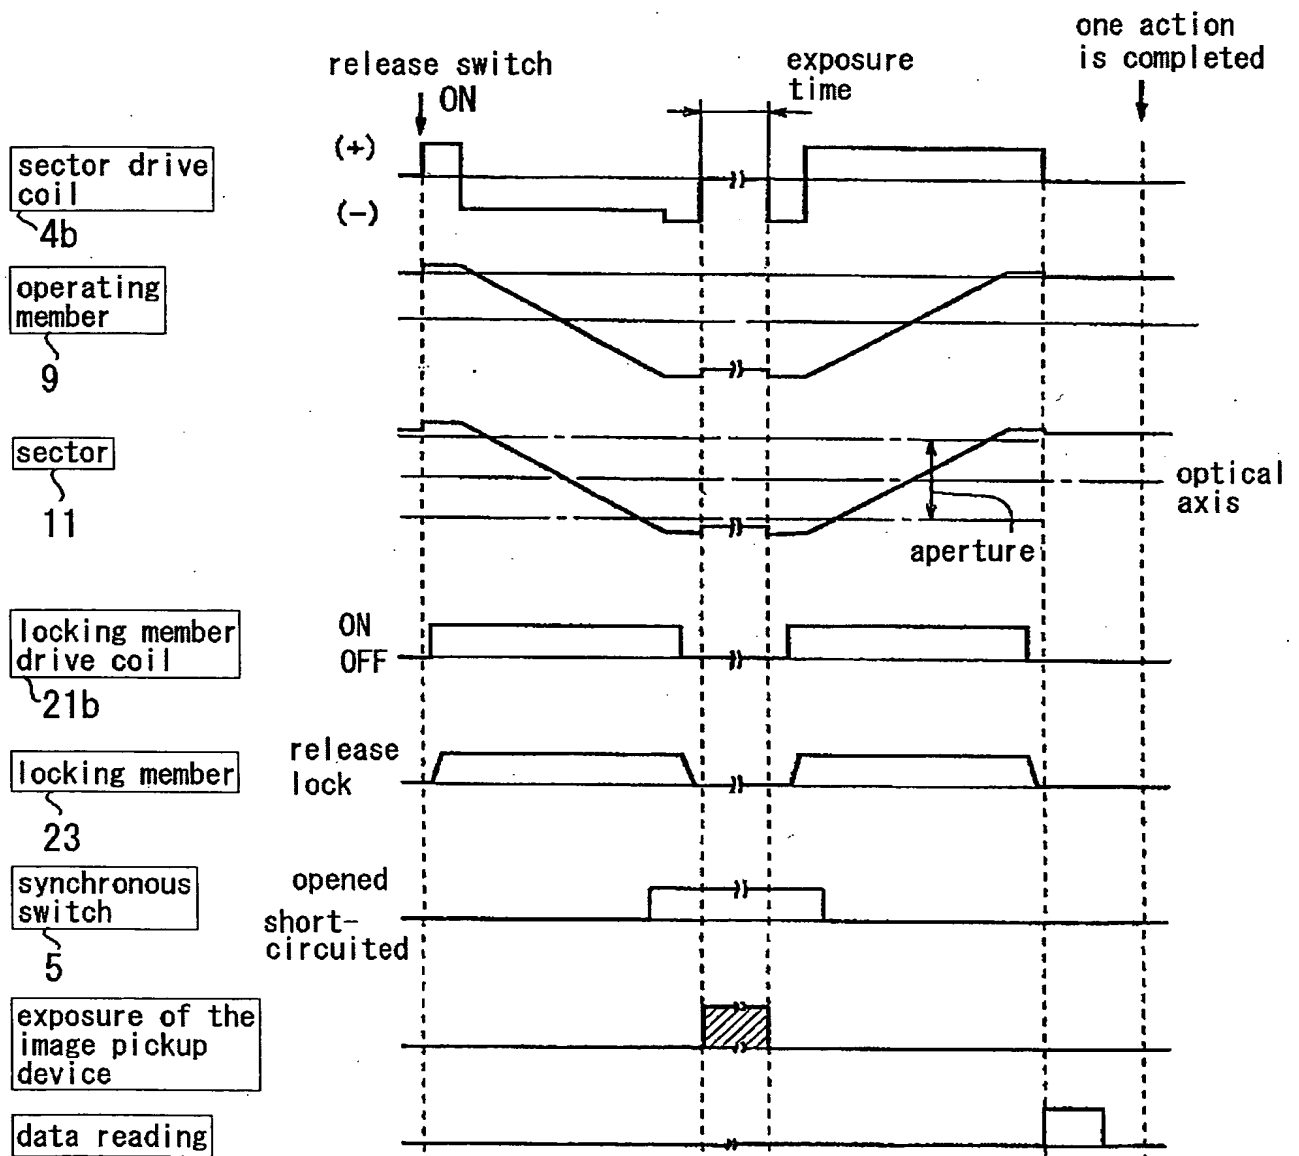 one action
is completed
release switch
ON
exposure
time
sector drive
coil
4b
(+)
(-)
operating
member
9
sector
11
optical
axis
aperture
locking member
drive coil
21b
ON
OFF
locking member
23
release
lock
synchronous
switch
5
opened
short-
circuited
exposure of the
image pickup
device
data reading